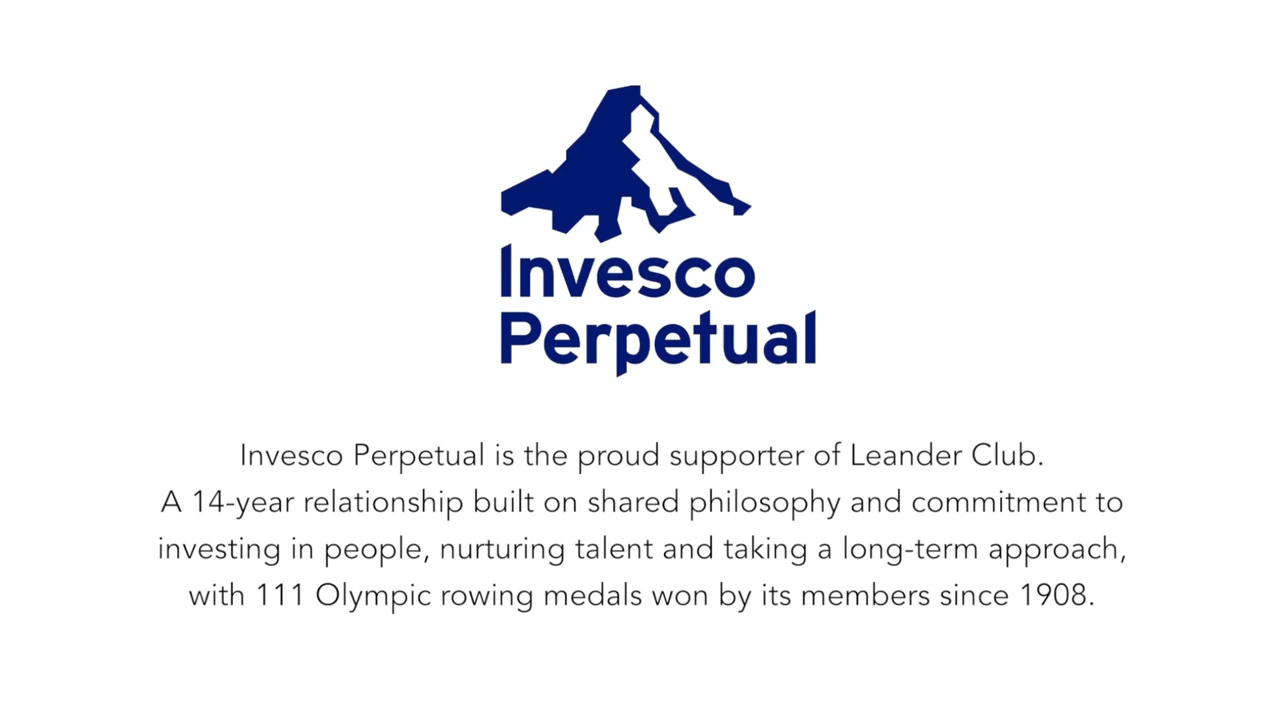 Invesco
Perpetual
Invesco Perpetual is the proud supporter of Leander Club.
A 14-year relationship built on shared philosophy and commitment to
investing in people, nurturing talent and taking a long-term approach,
with 111 Olympic rowing medals won by its members since 1908.